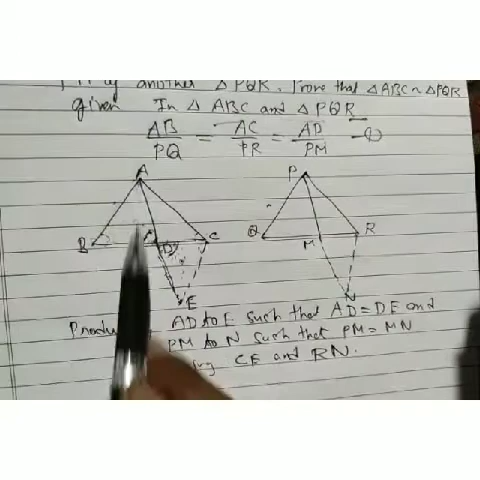 another △ PQR. Prove that △ ABC ~ △ PQR
given In △ ABC and △ PQR
AB/PQ = AC/PR = AD/PM -①
A
P
B
D
C
Q
M
R
E
N
Produ AD to E such that AD = DE and
PM to N such that PM = MN
CE and RN.